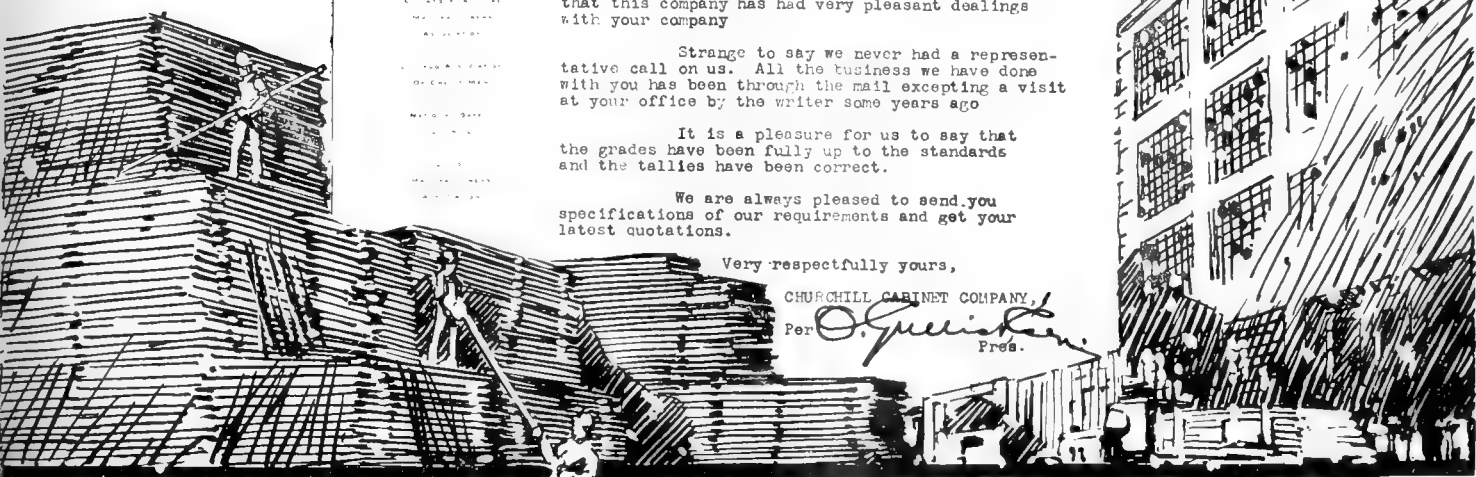 that this company has had very pleasant dealings
with your company
Strange to say we never had a represen-
tative call on us. All the business we have done
with you has been through the mail excepting a visit
at your office by the writer some years ago
It is a pleasure for us to say that
the grades have been fully up to the standards
and the tallies have been correct.
We are always pleased to send you
specifications of our requirements and get your
latest quotations.
Very respectfully yours,
CHURCHILL CABINET COMPANY,
Per O.
Pres.